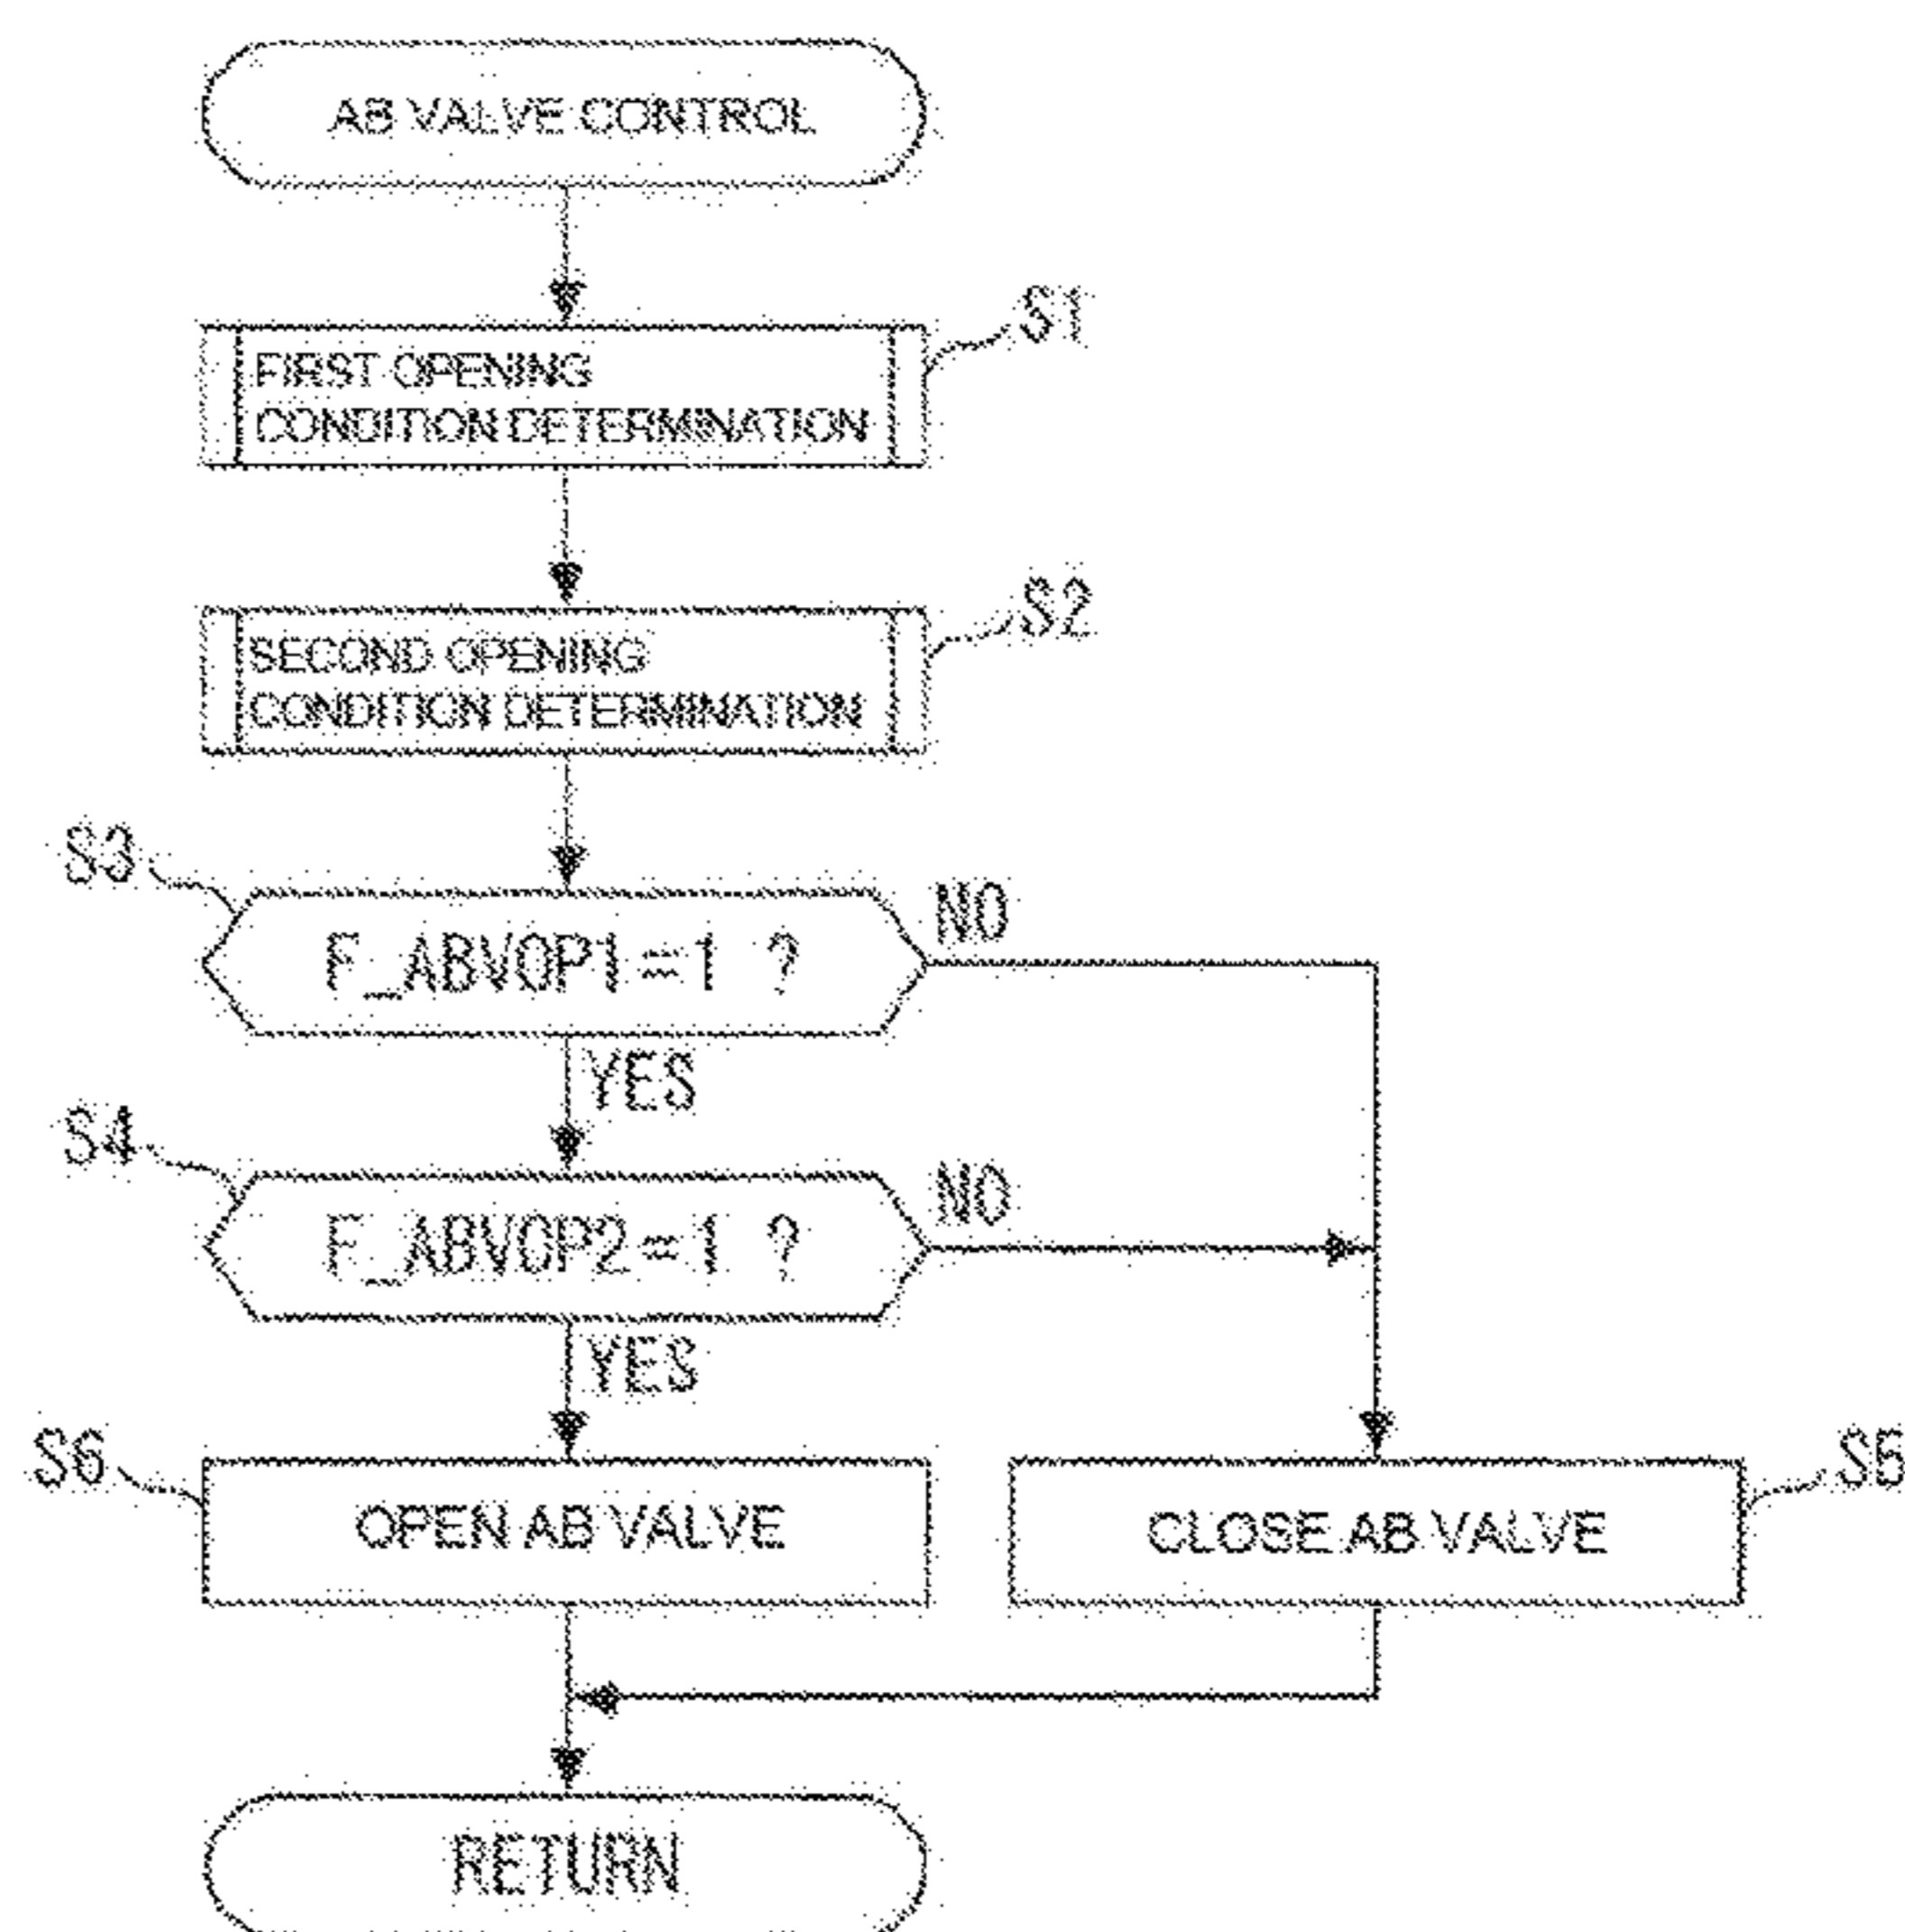 AB VALVE CONTROL
S1
FIRST OPENING
CONDITION DETERMINATION
S2
SECOND OPENING
CONDITION DETERMINATION
S3
F_ABVOP1=1 ?
NO
YES
S4
F_ABVOP2=1 ?
NO
YES
S6
OPEN AB VALVE
CLOSE AB VALVE
S5
RETURN